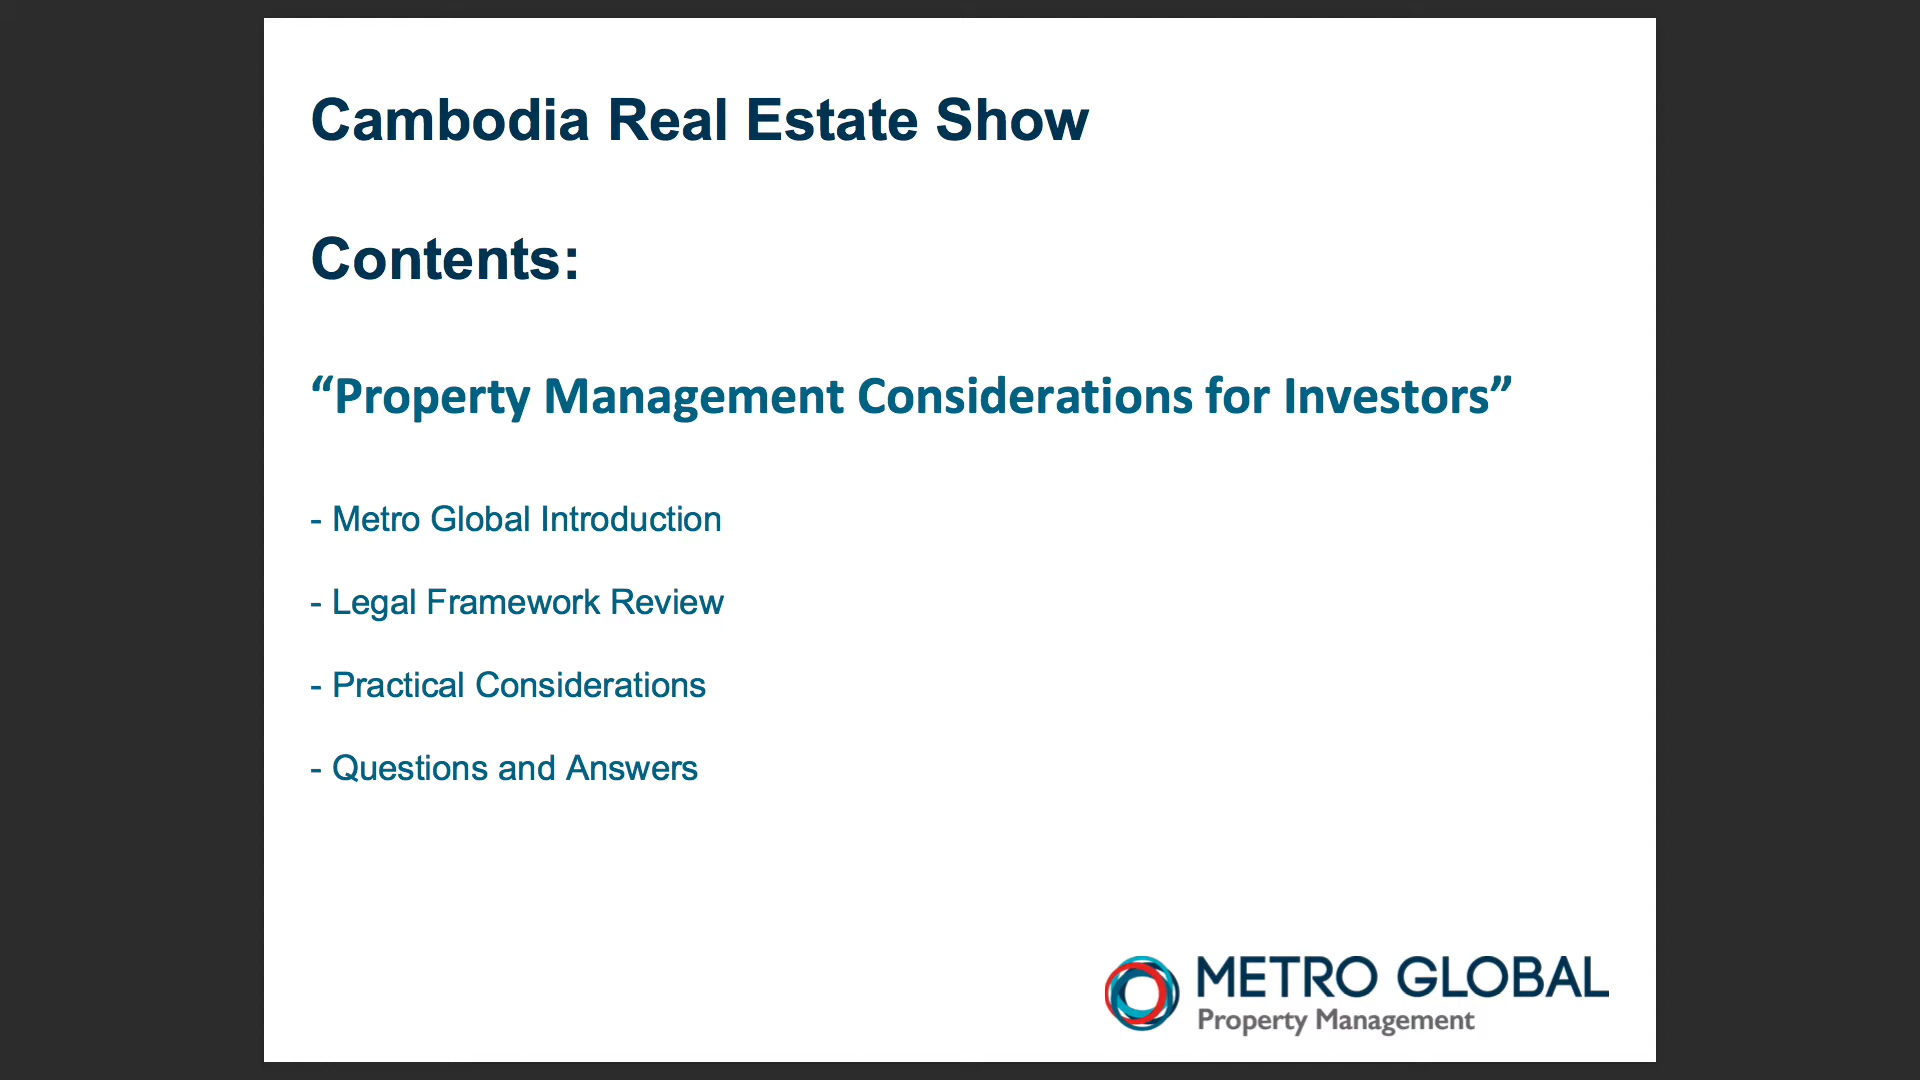 Cambodia Real Estate Show
Contents:
“Property Management Considerations for Investors”
- Metro Global Introduction
- Legal Framework Review
- Practical Considerations
- Questions and Answers
METRO GLOBAL
Property Management